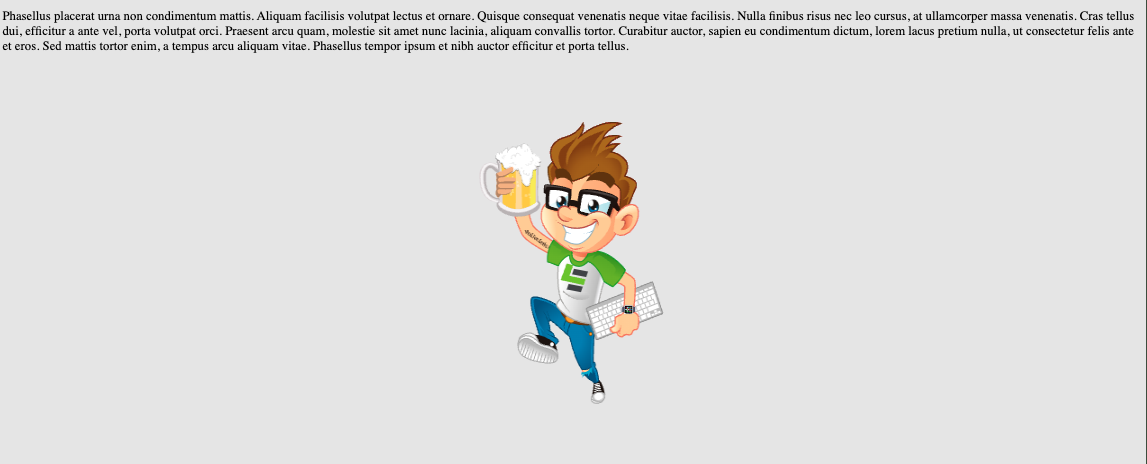 Phasellus placerat urna non condimentum mattis. Aliquam facilisis volutpat lectus et ornare. Quisque consequat venenatis neque vitae facilisis. Nulla finibus risus nec leo cursus, at ullamcorper massa venenatis. Cras tellus
dui, efficitur a ante vel, porta volutpat orci. Praesent arcu quam, molestie sit amet nunc lacinia, aliquam convallis tortor. Curabitur auctor, sapien eu condimentum dictum, lorem lacus pretium nulla, ut consectetur felis ante
et eros. Sed mattis tortor enim, a tempus arcu aliquam vitae. Phasellus tempor ipsum et nibh auctor efficitur et porta tellus.